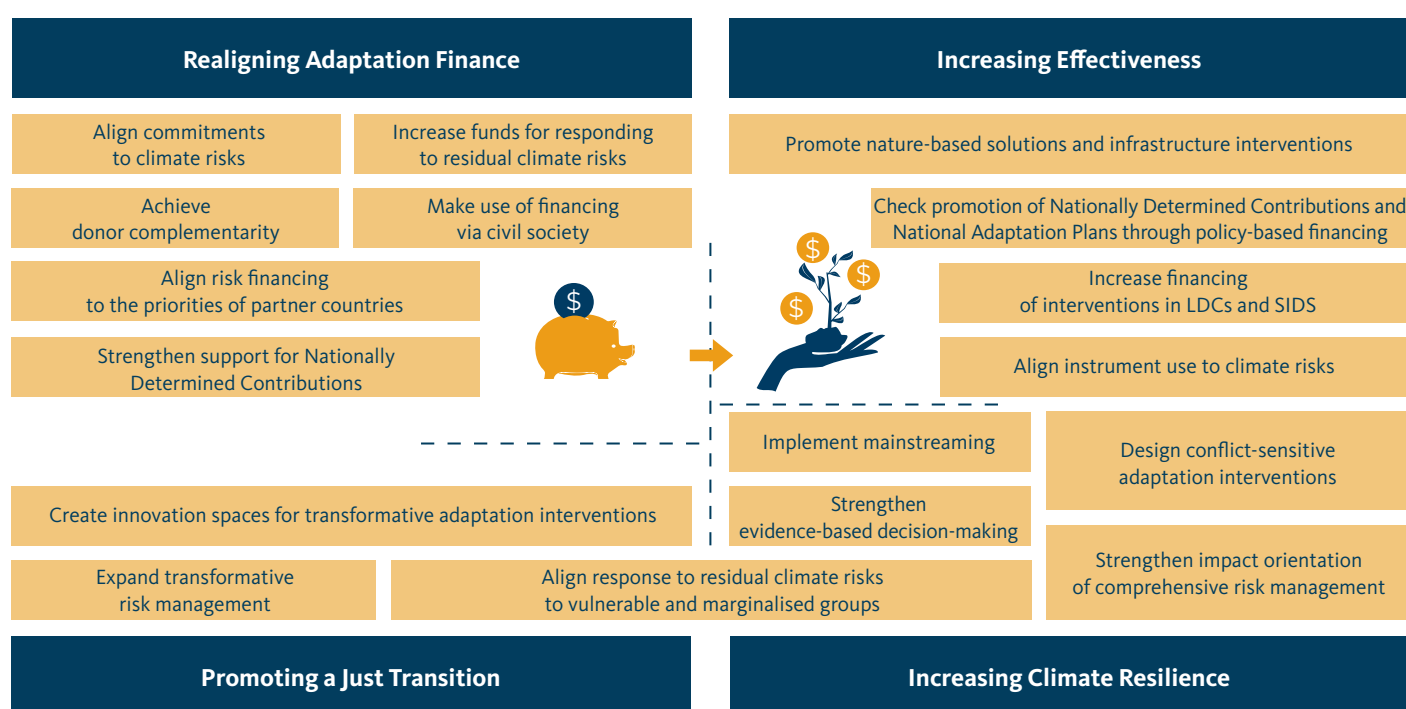 Realigning Adaptation Finance
Align commitments
to climate risks
Increase funds for responding
to residual climate risks
Achieve
donor complementarity
Make use of financing
via civil society
Align risk financing
to the priorities of partner countries
Strengthen support for Nationally
Determined Contributions
$
Increasing Effectiveness
Promote nature-based solutions and infrastructure interventions
Check promotion of Nationally Determined Contributions and
National Adaptation Plans through policy-based financing
$
$
$
Increase financing
of interventions in LDCs and SIDS
Align instrument use to climate risks
Create innovation spaces for transformative adaptation interventions
Expand transformative
risk management
Align response to residual climate risks
to vulnerable and marginalised groups
Promoting a Just Transition
Implement mainstreaming
Strengthen
evidence-based decision-making
Design conflict-sensitive
adaptation interventions
Strengthen impact orientation
of comprehensive risk management
Increasing Climate Resilience